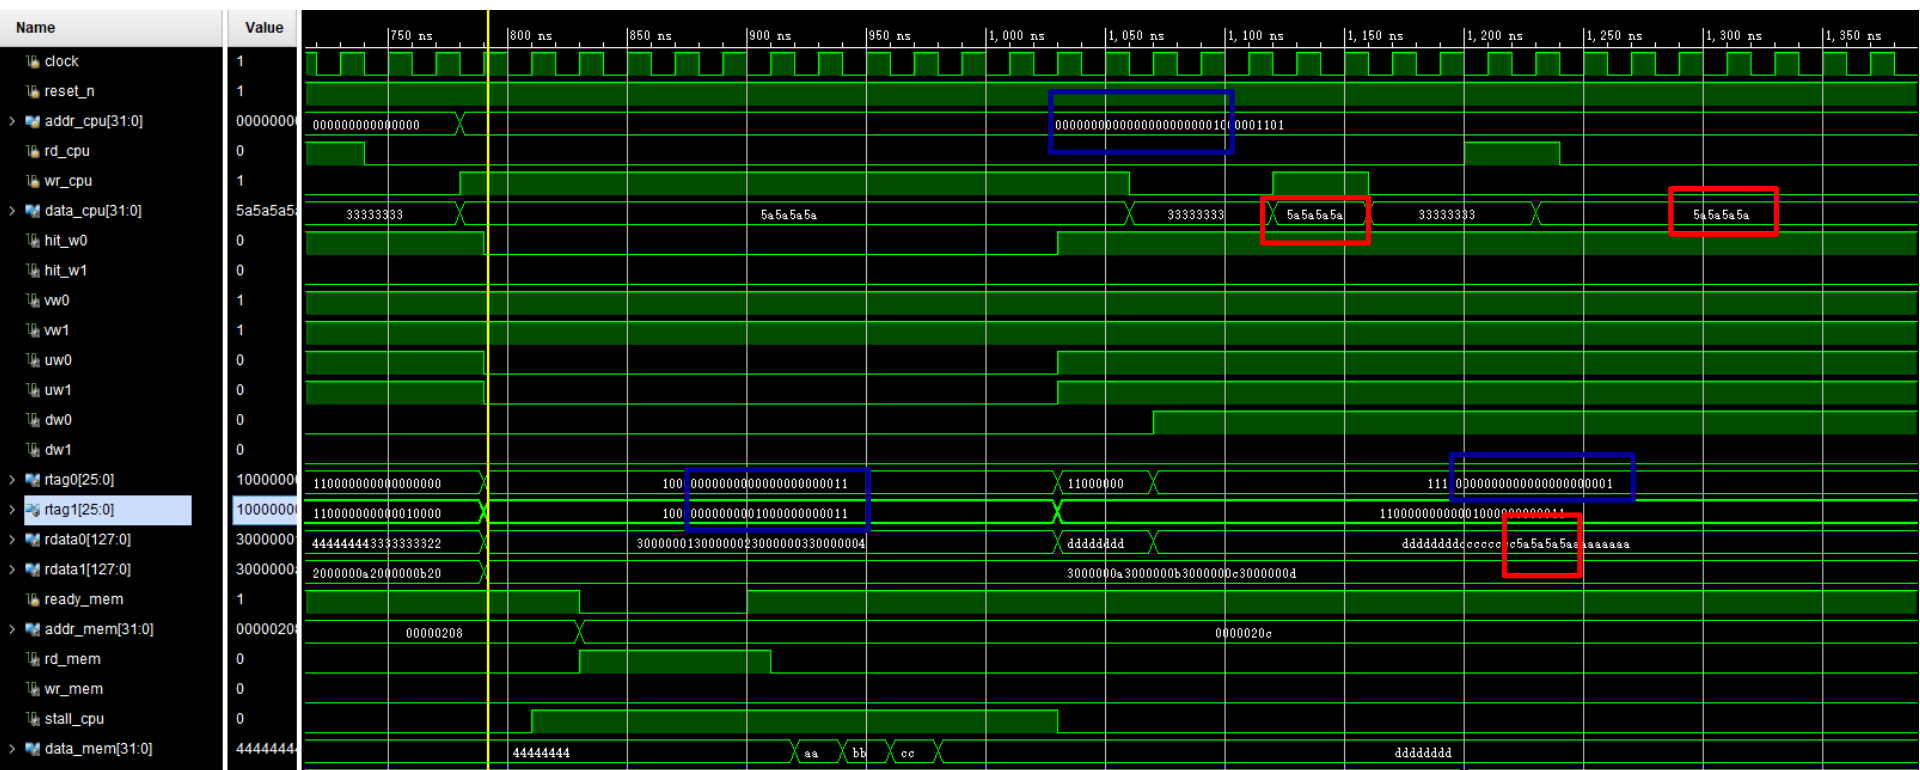 Name Value 750 ns 800 ns 850 ns 900 ns 950 ns 1,000 ns 1,050 ns 1,100 ns 1,150 ns 1,200 ns 1,250 ns 1,300 ns 1,350 ns
clock 1
reset_n 1
addr_cpu[31:0] 00000000 000000000000000 00000000000000000000001000001101
rd_cpu 0
wr_cpu 1
data_cpu[31:0] 5a5a5a5 33333333 5a5a5a5a 33333333 5a5a5a5a 33333333 5a5a5a5a
hit_w0 0
hit_w1 0
vw0 1
vw1 1
uw0 0
uw1 0
dw0 0
dw1 0
rtag0[25:0] 10000000 110000000000000000 11000000
rtag1[25:0] 10000000 110000000000010000
rdata0[127:0] 3000000 444444443333333322 30000001300000023000000330000004 dddddddd ddddddddcccccccc5a5a5a5aaaaaaaaa
rdata1[127:0] 3000000 2000000a2000000b20 3000000a3000000b3000000c3000000d
ready_mem 1
addr_mem[31:0] 00000208 00000208 0000020c
rd_mem 0
wr_mem 0
stall_cpu 0
data_mem[31:0] 4444444 44444444 aa bb cc dddddddd